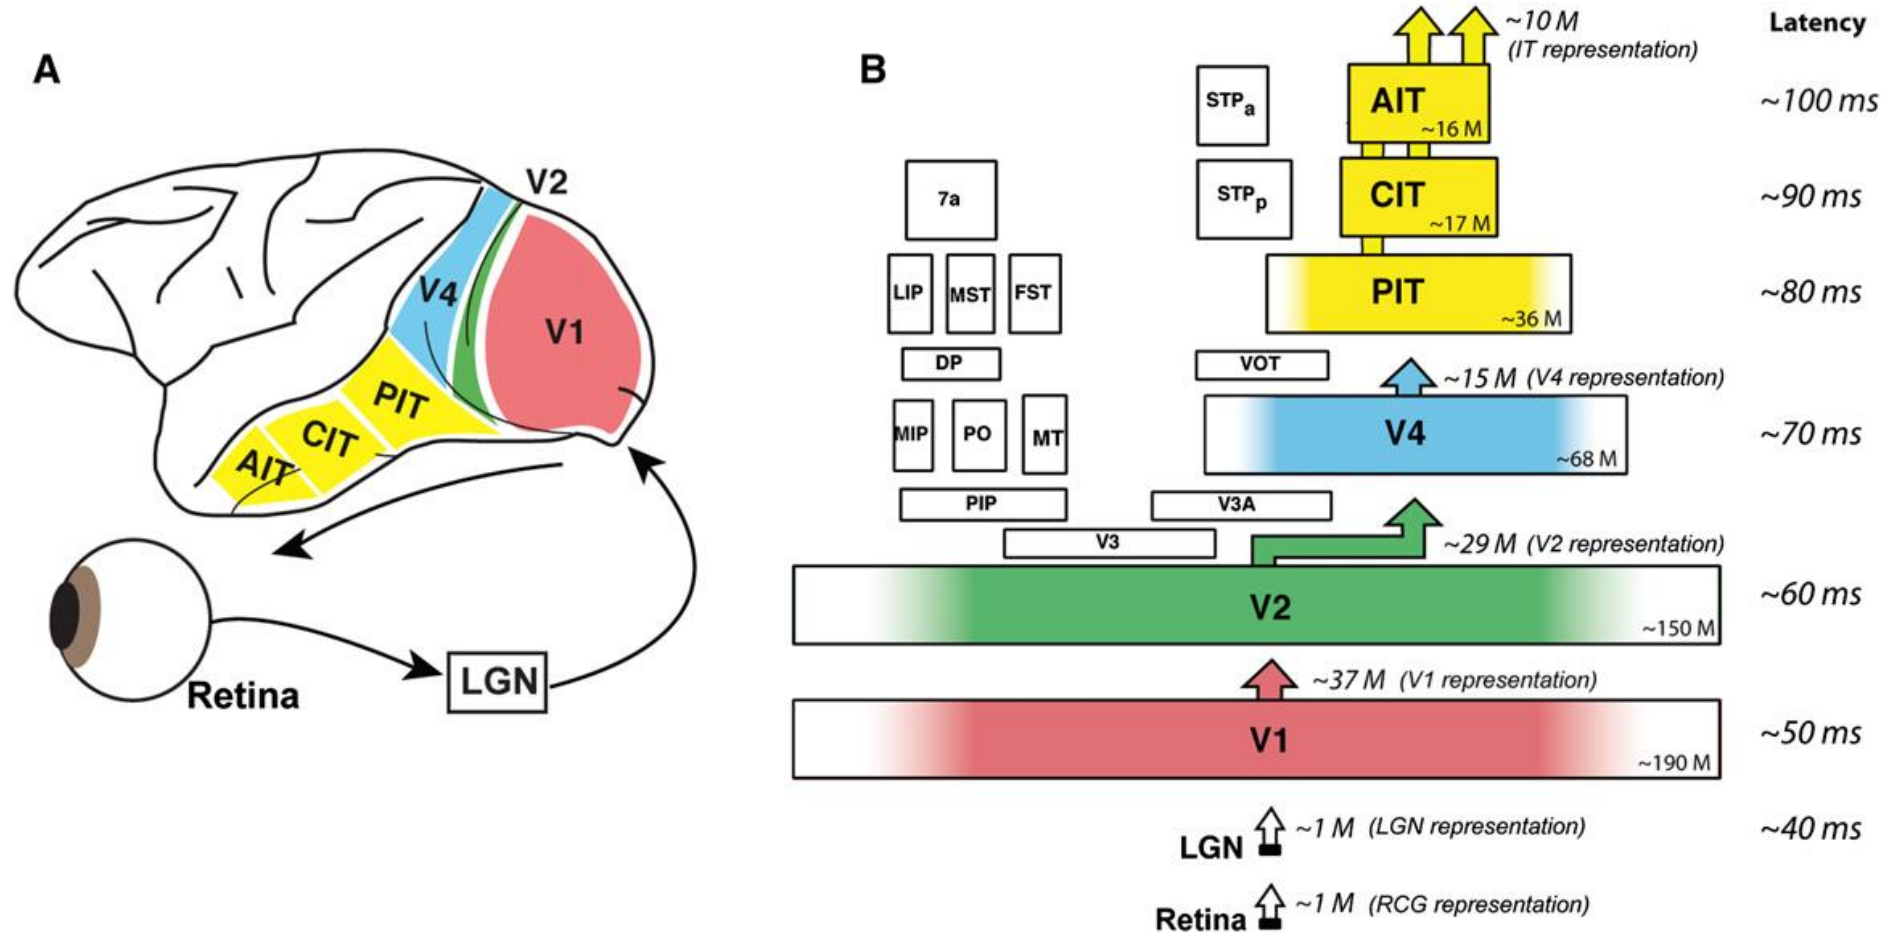 A
V2
V4
V1
PIT
CIT
AIT
Retina
LGN
B
Latency
~10 M
(IT representation)
STPa
AIT
~16 M
~100 ms
7a
STPp
CIT
~17 M
~90 ms
LIP
MST
FST
PIT
~36 M
~80 ms
DP
VOT
~15 M (V4 representation)
MIP
PO
MT
V4
~68 M
~70 ms
PIP
V3A
V3
~29 M (V2 representation)
V2
~150 M
~60 ms
~37 M (V1 representation)
V1
~190 M
~50 ms
LGN
~1 M (LGN representation)
~40 ms
Retina
~1 M (RCG representation)